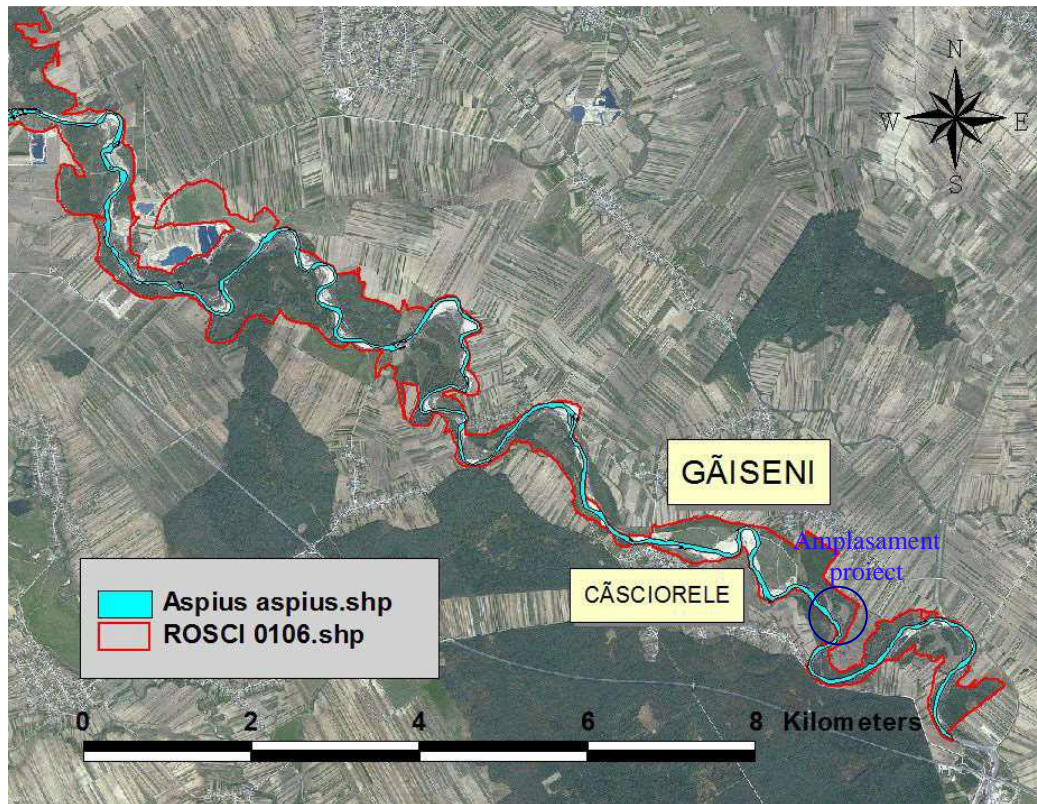 N
W E
S
GÃISENI
Amplasament
proiect
CÃSCIORELE
Aspius aspius.shp
ROSCI 0106.shp
0 2 4 6 8 Kilometers